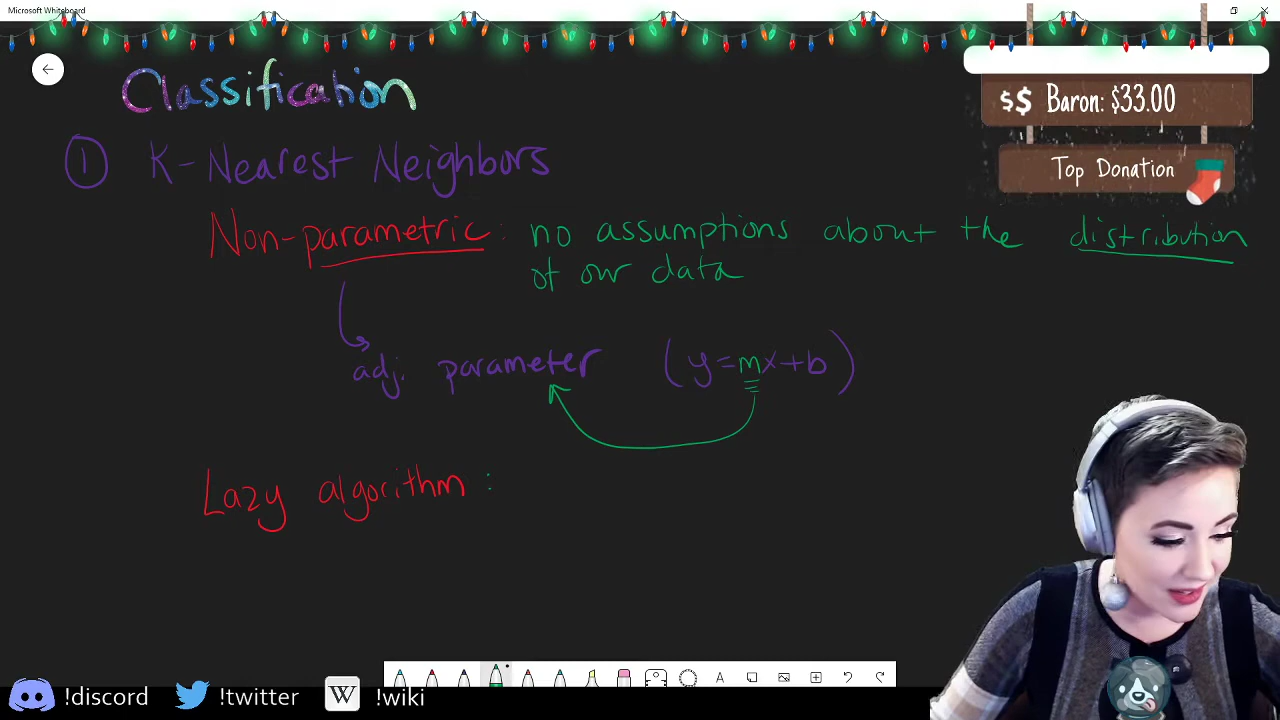 Microsoft Whiteboard
Classification
$$ Baron: $33.00
Top Donation
① K-Nearest Neighbors
Non-parametric: no assumptions about the distribution
of our data
adj. parameter (y=mx+b)
Lazy algorithm :
!discord !twitter W !wiki